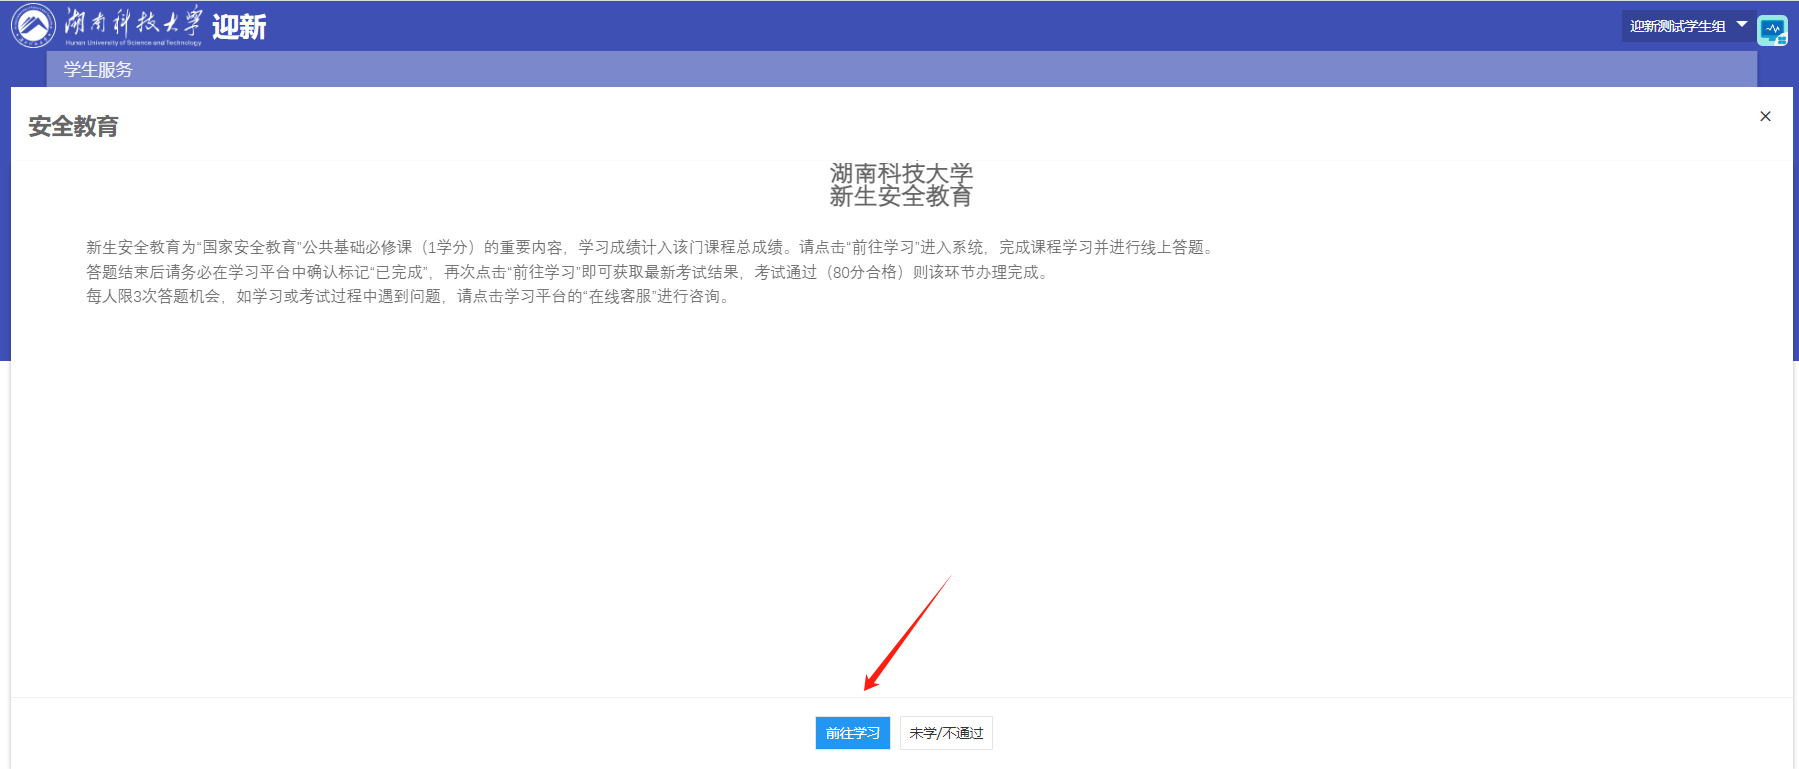 湖南科技大学 迎新
Hunan University of Science and Technology
迎新测试学生组
学生服务
安全教育
×
湖南科技大学
新生安全教育
新生安全教育为“国家安全教育”公共基础必修课（1学分）的重要内容，学习成绩计入该门课程总成绩。请点击“前往学习”进入系统，完成课程学习并进行线上答题。
答题结束后请务必在学习平台中确认标记“已完成”，再次点击“前往学习”即可获取最新考试结果，考试通过（80分合格）则该环节办理完成。
每人限3次答题机会，如学习或考试过程中遇到问题，请点击学习平台的“在线客服”进行咨询。
前往学习 未学/不通过